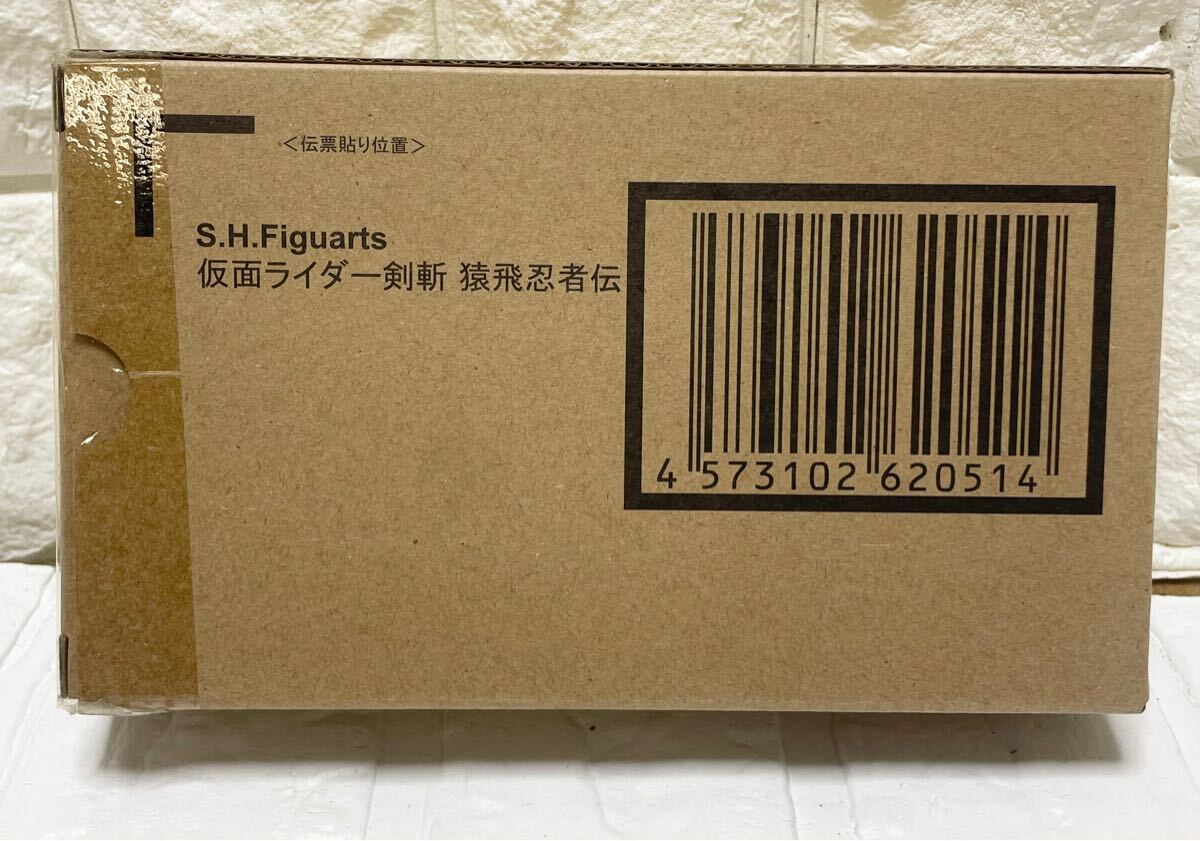 <伝票貼り位置>
S.H.Figuarts
仮面ライダー剣斬 猿飛忍者伝
4 573102 620514